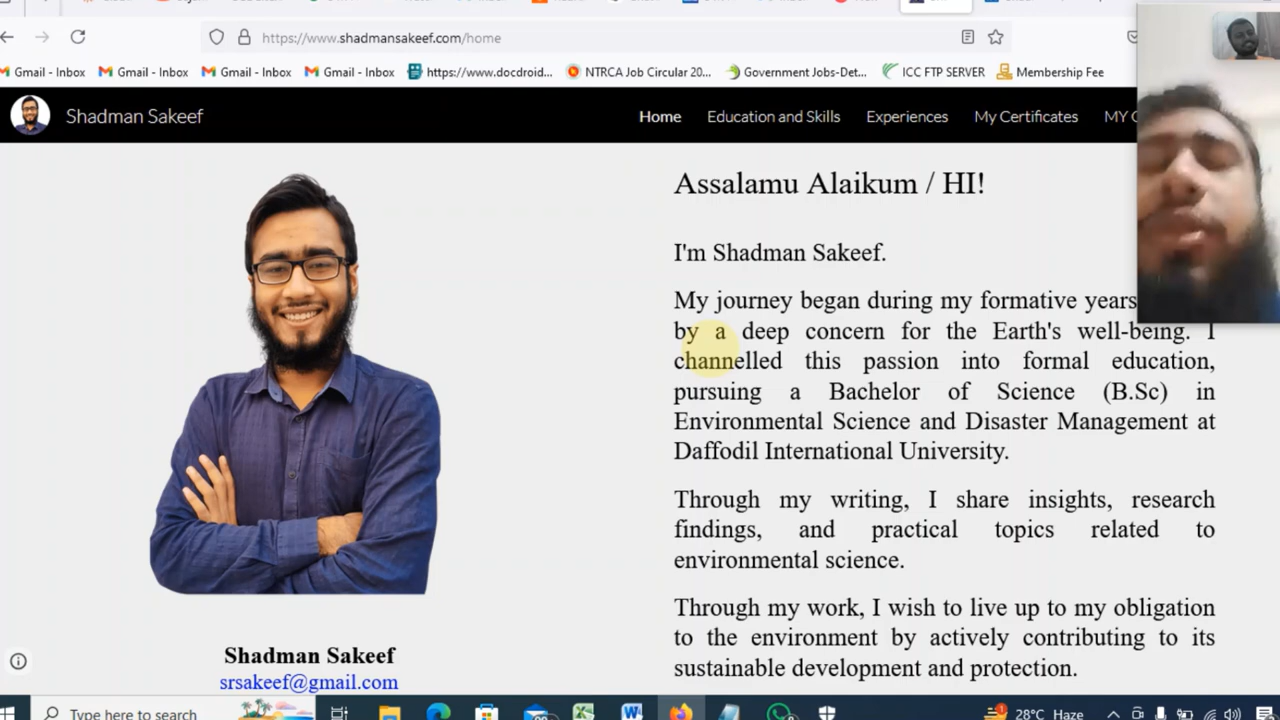 https://www.shadmansakeef.com/home
Gmail - Inbox Gmail - Inbox Gmail - Inbox Gmail - Inbox https://www.docdroid... NTRCA Job Circular 20... Government Jobs-Det... ICC FTP SERVER Membership Fee
Shadman Sakeef Home Education and Skills Experiences My Certificates MY
Assalamu Alaikum / HI!
I'm Shadman Sakeef.
My journey began during my formative years
by a deep concern for the Earth's well-being. I
channelled this passion into formal education,
pursuing a Bachelor of Science (B.Sc) in
Environmental Science and Disaster Management at
Daffodil International University.
Through my writing, I share insights, research
findings, and practical topics related to
environmental science.
Through my work, I wish to live up to my obligation
to the environment by actively contributing to its
sustainable development and protection.
Shadman Sakeef
srsakeef@gmail.com
Type here to search 28°C Haze